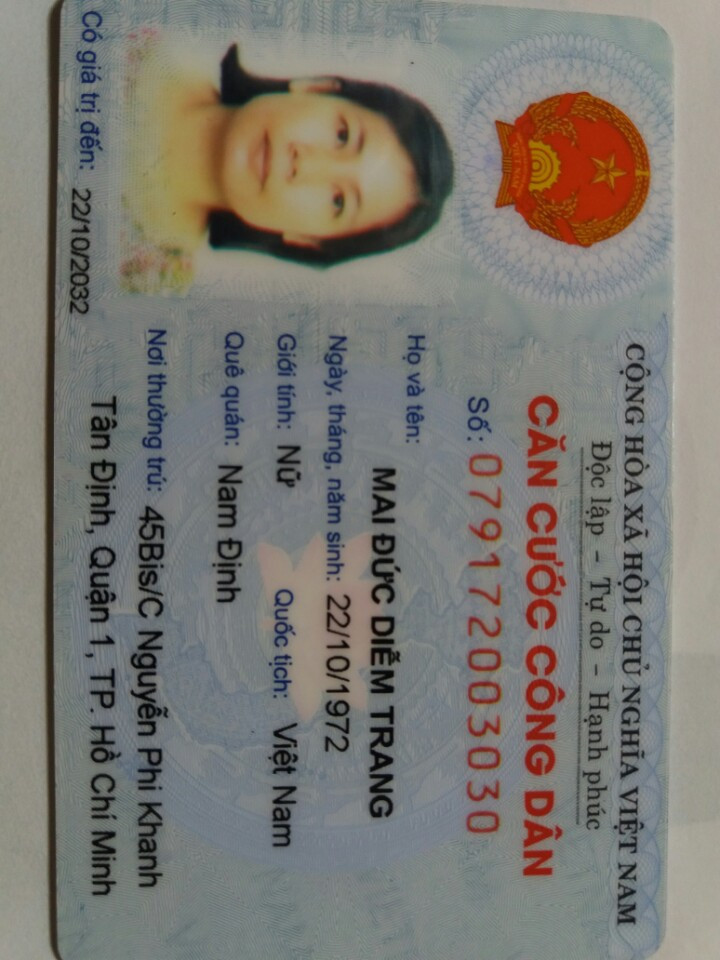 CỘNG HÒA XÃ HỘI CHỦ NGHĨA VIỆT NAM
Độc lập - Tự do - Hạnh phúc
CĂN CƯỚC CÔNG DÂN
Số: 079172003030
Họ và tên:
MAI ĐỨC DIỄM TRANG
Ngày, tháng, năm sinh: 22/10/1972
Giới tính: Nữ Quốc tịch: Việt Nam
Quê quán: Nam Định
Nơi thường trú: 45Bis/C Nguyễn Phi Khanh
Tân Định, Quận 1, TP. Hồ Chí Minh
Có giá trị đến: 22/10/2032